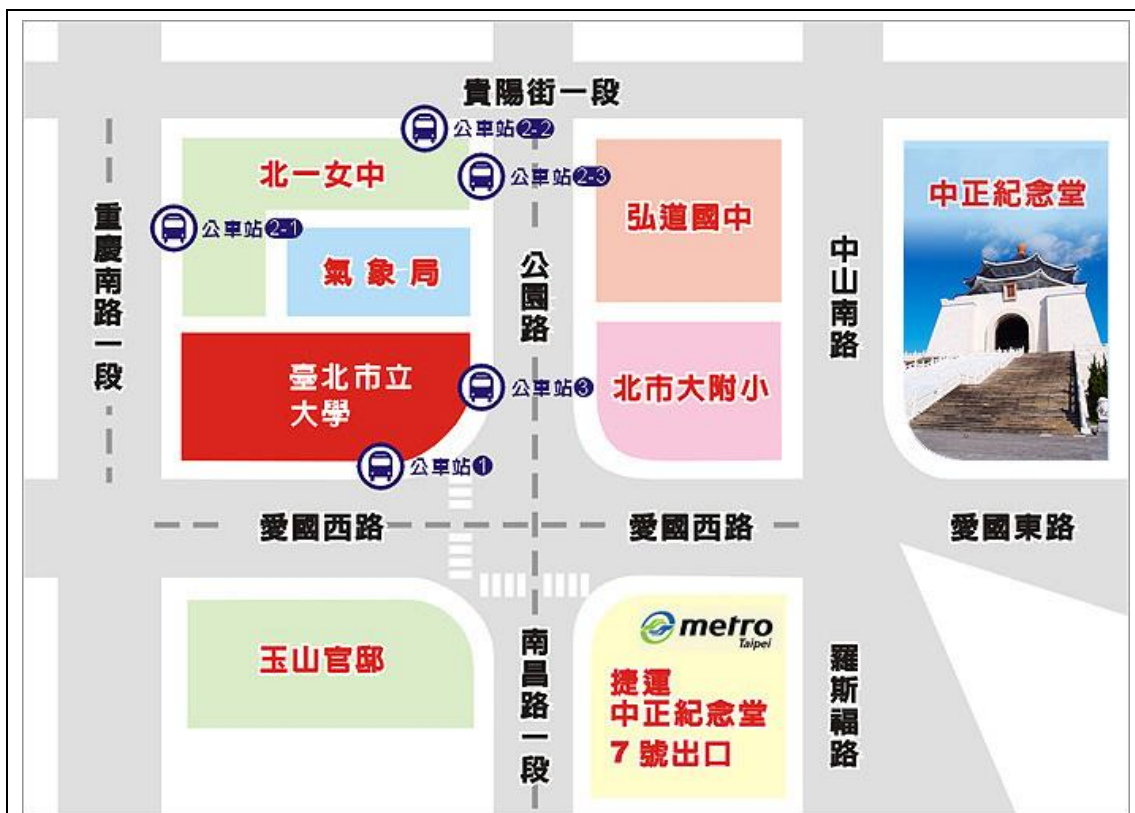 貴陽街一段
公車站2-2
北一女中
公車站2-3
中正紀念堂
弘道國中
重慶南路一段
公車站2-1
氣象局
公園路
中山南路
臺北市立
大學
公車站3
北市大附小
公車站1
愛國西路
愛國西路
愛國東路
metro
Taipei
玉山官邸
南昌路一段
捷運
中正紀念堂
7號出口
羅斯福路